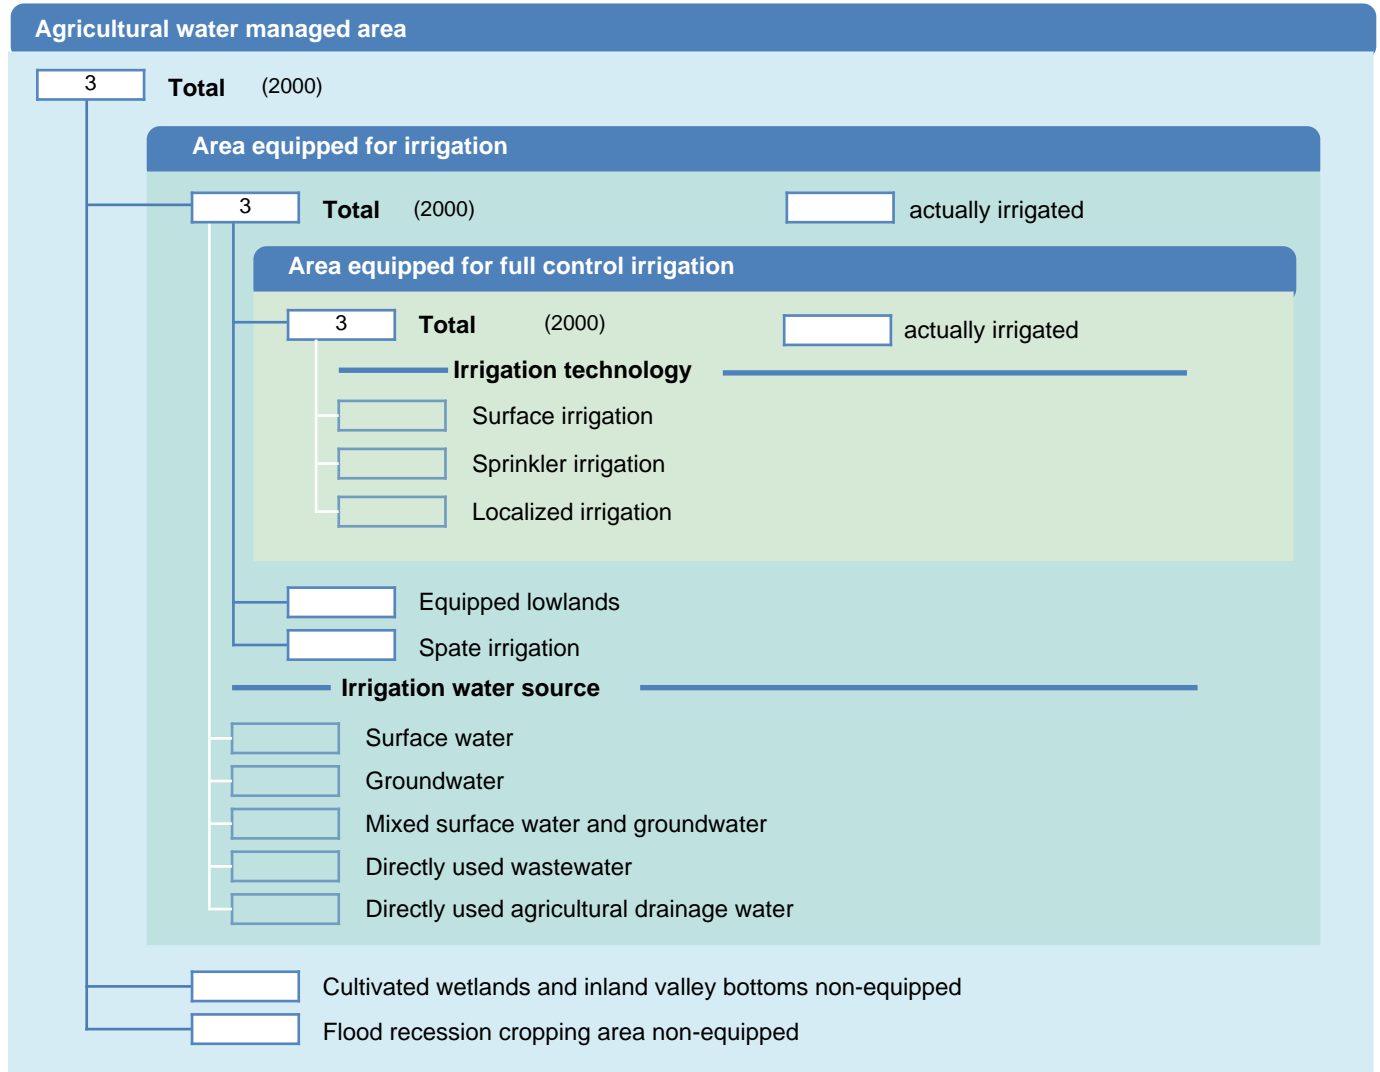 Agricultural water managed area
3 Total (2000)
Area equipped for irrigation
3 Total (2000) actually irrigated
Area equipped for full control irrigation
3 Total (2000) actually irrigated
Irrigation technology
Surface irrigation
Sprinkler irrigation
Localized irrigation
Equipped lowlands
Spate irrigation
Irrigation water source
Surface water
Groundwater
Mixed surface water and groundwater
Directly used wastewater
Directly used agricultural drainage water
Cultivated wetlands and inland valley bottoms non-equipped
Flood recession cropping area non-equipped